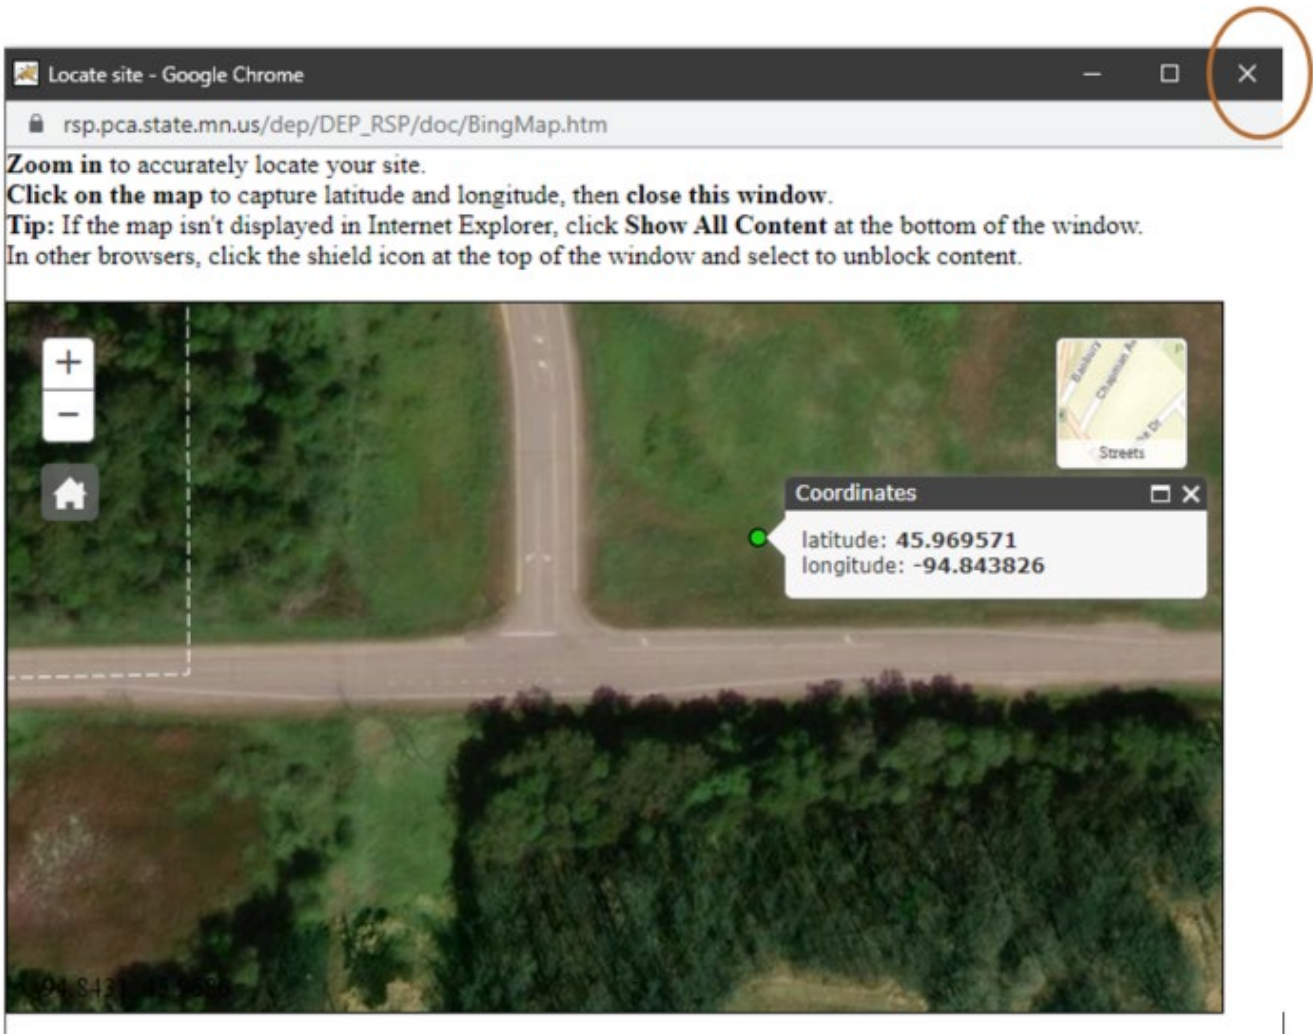 Locate site - Google Chrome
rsp.pca.state.mn.us/dep/DEP_RSP/doc/BingMap.htm
Zoom in to accurately locate your site.
Click on the map to capture latitude and longitude, then close this window.
Tip: If the map isn't displayed in Internet Explorer, click Show All Content at the bottom of the window.
In other browsers, click the shield icon at the top of the window and select to unblock content.
+
−
Banbury
Chapman Av
P
Dr
Streets
Coordinates
latitude: 45.969571
longitude: -94.843826